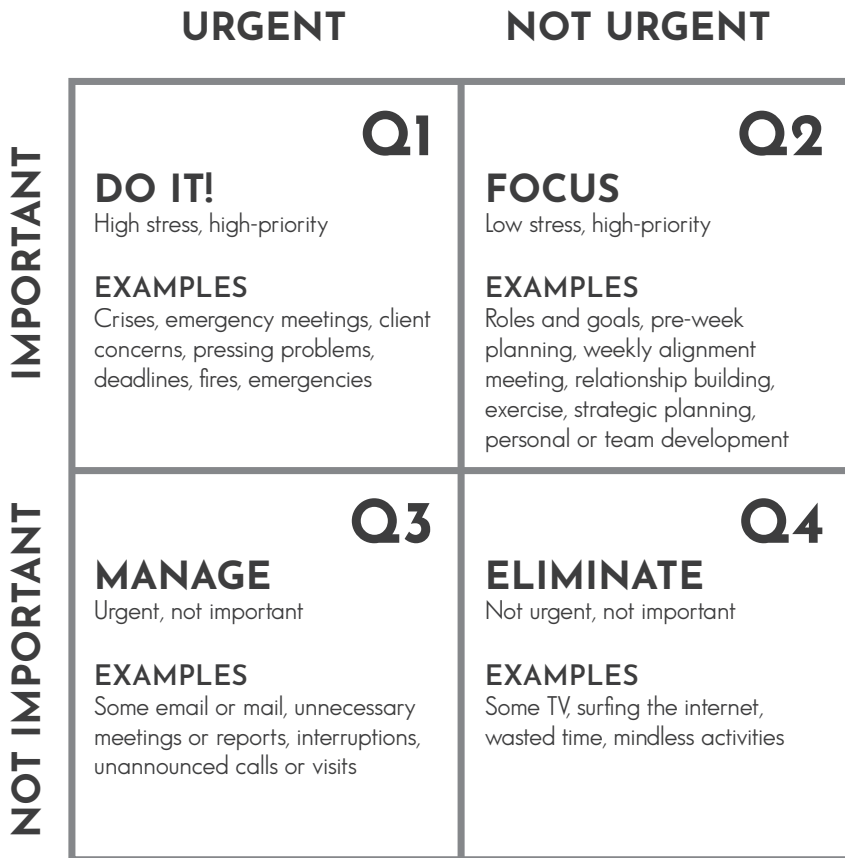 URGENT
NOT URGENT
IMPORTANT
Q1
DO IT!
High stress, high-priority
EXAMPLES
Crises, emergency meetings, client
concerns, pressing problems,
deadlines, fires, emergencies
Q2
FOCUS
Low stress, high-priority
EXAMPLES
Roles and goals, pre-week
planning, weekly alignment
meeting, relationship building,
exercise, strategic planning,
personal or team development
NOT IMPORTANT
Q3
MANAGE
Urgent, not important
EXAMPLES
Some email or mail, unnecessary
meetings or reports, interruptions,
unannounced calls or visits
Q4
ELIMINATE
Not urgent, not important
EXAMPLES
Some TV, surfing the internet,
wasted time, mindless activities